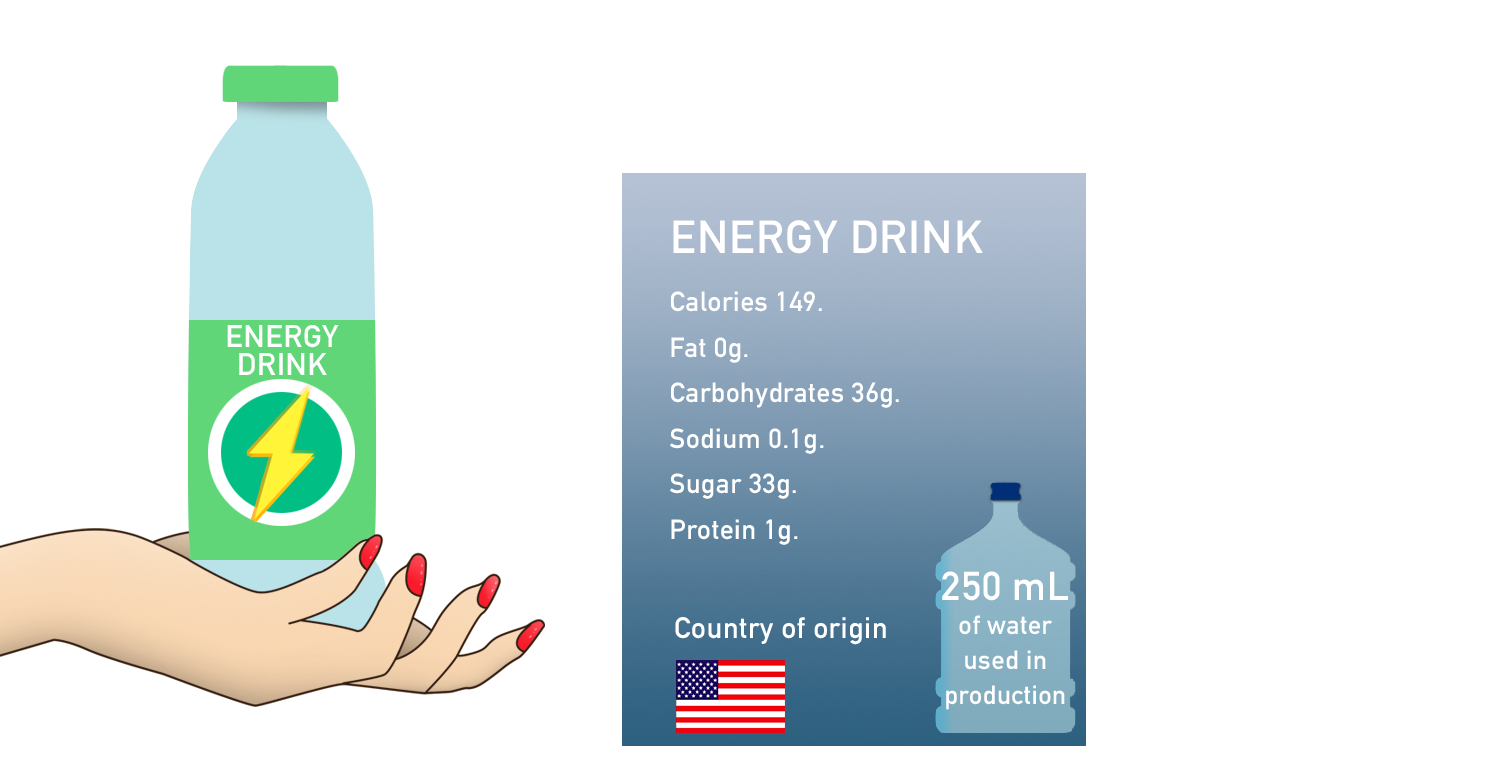 ENERGY
DRINK
ENERGY DRINK
Calories 149.
Fat 0g.
Carbohydrates 36g.
Sodium 0.1g.
Sugar 33g.
Protein 1g.
Country of origin
250 mL
of water
used in
production